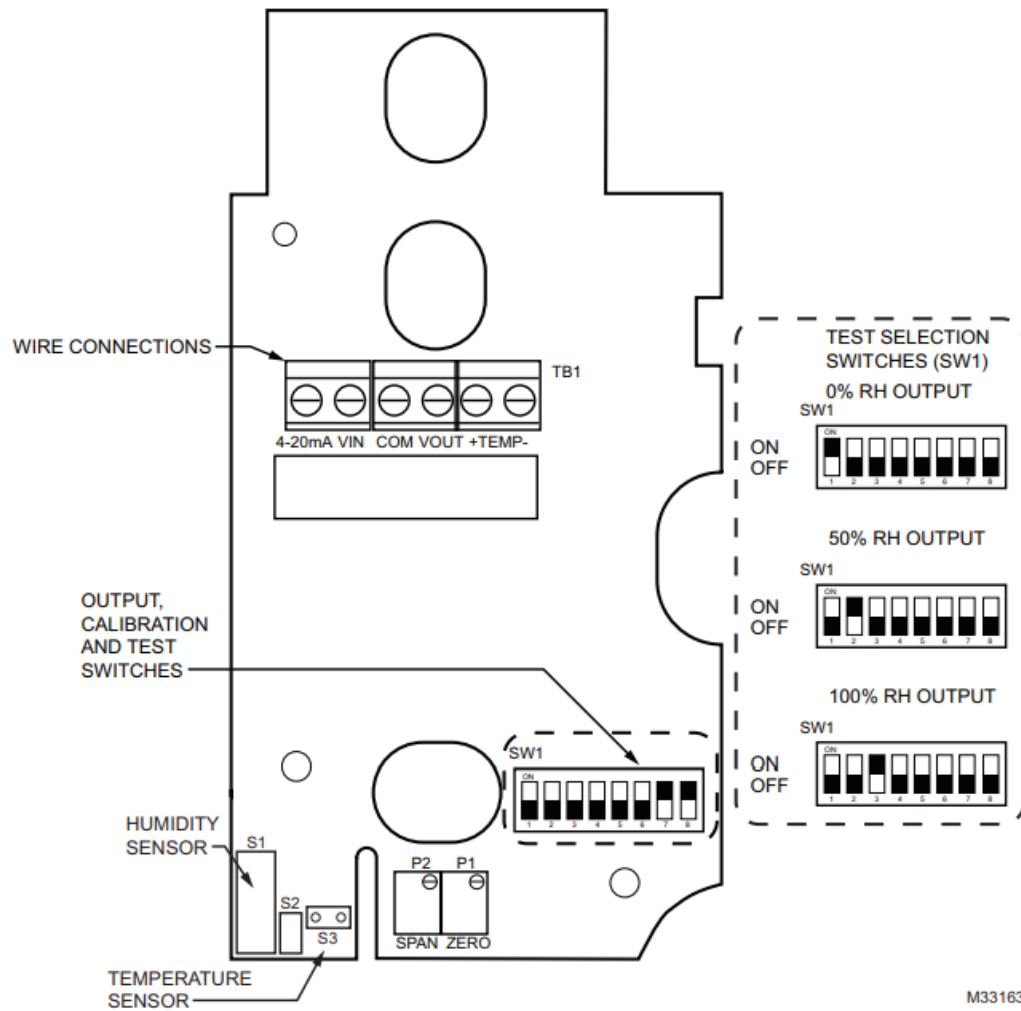 WIRE CONNECTIONS
TB1
4-20mA VIN COM VOUT +TEMP-
OUTPUT,
CALIBRATION
AND TEST
SWITCHES
SW1
ON
1 2 3 4 5 6 7 8
HUMIDITY
SENSOR
S1
S2
S3
P2 P1
SPAN ZERO
TEMPERATURE
SENSOR
TEST SELECTION
SWITCHES (SW1)
0% RH OUTPUT
SW1
ON
ON
OFF
1 2 3 4 5 6 7 8
50% RH OUTPUT
SW1
ON
ON
OFF
1 2 3 4 5 6 7 8
100% RH OUTPUT
SW1
ON
ON
OFF
1 2 3 4 5 6 7 8
M33163